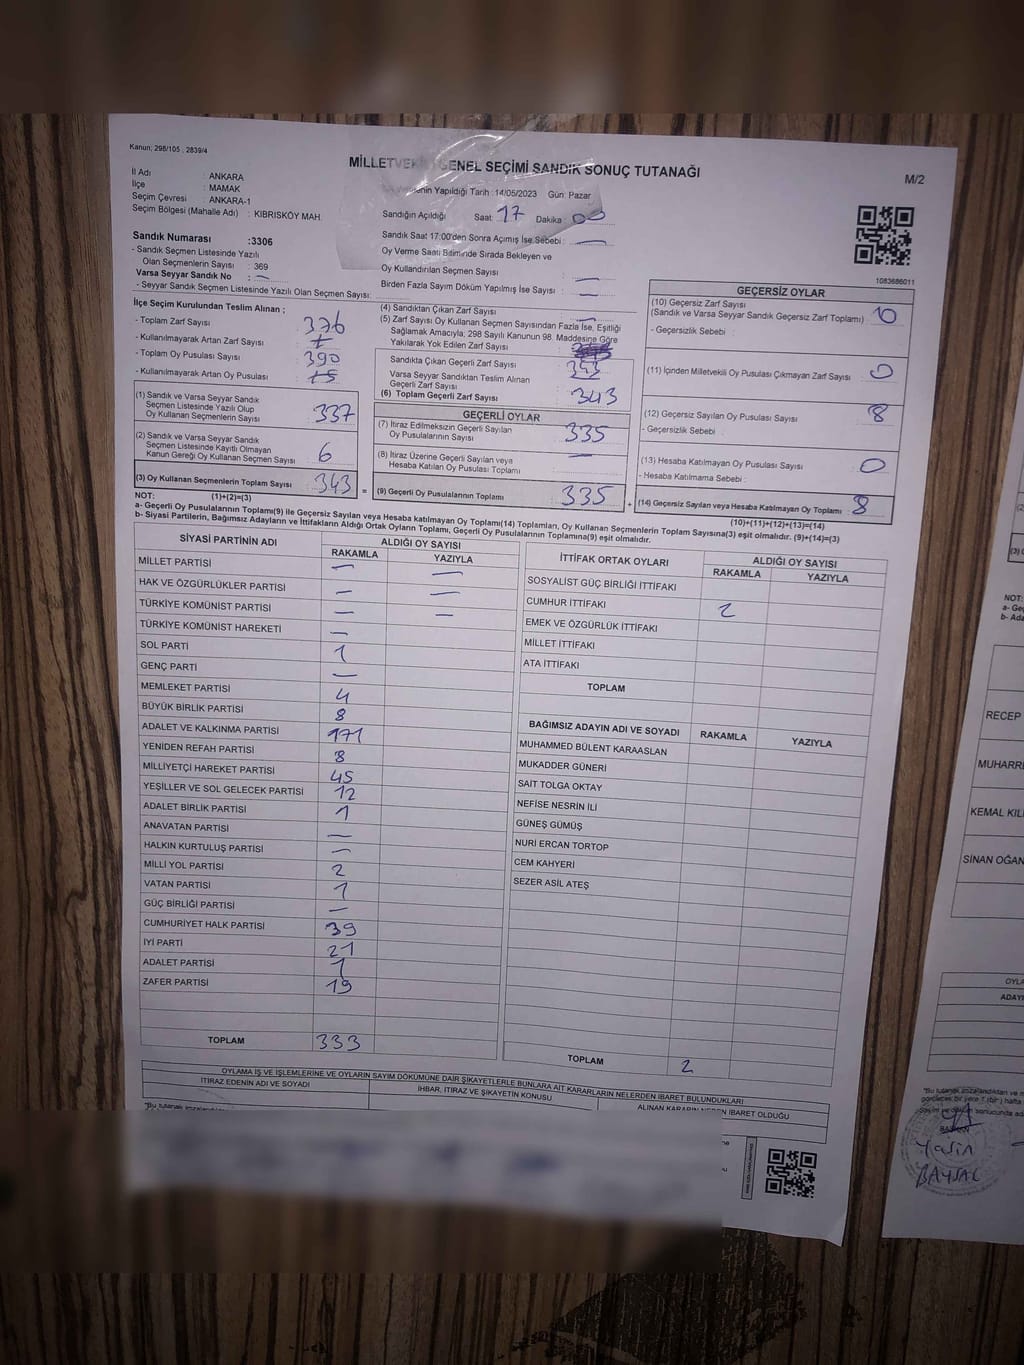 Kanun; 298/105 , 2839/4
MİLLETVEKİLİ GENEL SEÇİMİ SANDIK SONUÇ TUTANAĞI
M/2
İl Adı : ANKARA
İlçe : MAMAK
Seçim Çevresi : ANKARA-1
Seçim Bölgesi (Mahalle Adı) : KIBRISKÖY MAH.
Yapıldığı Tarih : 14/05/2023 Gün: Pazar
Sandığın Açıldığı Saat: 17 Dakika : 00
Sandık Saat 17:00'den Sonra Açımış İse Sebebi : —
Oy Verme Saati Bitiminde Sırada Bekleyen ve
Oy Kullandırılan Seçmen Sayısı : —
Birden Fazla Sayım Döküm Yapılmış İse Sayısı : —
Sandık Numarası :3306
- Sandık Seçmen Listesinde Yazılı
Olan Seçmenlerin Sayısı : 369
Varsa Seyyar Sandık No : —
- Seyyar Sandık Seçmen Listesinde Yazılı Olan Seçmen Sayısı:
1083686011
İlçe Seçim Kurulundan Teslim Alınan ;
- Toplam Zarf Sayısı : 376
- Kullanılmayarak Artan Zarf Sayısı :
- Toplam Oy Pusulası Sayısı : 390
- Kullanılmayarak Artan Oy Pusulası :
(1) Sandık ve Varsa Seyyar Sandık
Seçmen Listesinde Yazılı Olup
Oy Kullanan Seçmenlerin Sayısı : 337
(2) Sandık ve Varsa Seyyar Sandık
Seçmen Listesinde Kayıtlı Olmayan
Kanun Gereği Oy Kullanan Seçmen Sayısı : 6
(3) Oy Kullanan Seçmenlerin Toplam Sayısı : 343
(4) Sandıktan Çıkan Zarf Sayısı : —
(5) Zarf Sayısı Oy Kullanan Seçmen Sayısından Fazla İse, Eşitliği
Sağlamak Amacıyla, 298 Sayılı Kanunun 98. Maddesine Göre
Yakılarak Yok Edilen Zarf Sayısı :
Sandıkta Çıkan Geçerli Zarf Sayısı : 343
Varsa Seyyar Sandıktan Teslim Alınan
Geçerli Zarf Sayısı : —
(6) Toplam Geçerli Zarf Sayısı : 343
GEÇERLİ OYLAR
(7) İtiraz Edilmeksizin Geçerli Sayılan
Oy Pusulalarının Sayısı : 335
(8) İtiraz Üzerine Geçerli Sayılan veya
Hesaba Katılan Oy Pusulası Toplamı : —
= (9) Geçerli Oy Pusulalarının Toplamı : 335
GEÇERSİZ OYLAR
(10) Geçersiz Zarf Sayısı
(Sandık ve Varsa Seyyar Sandık Geçersiz Zarf Toplamı) :
- Geçersizlik Sebebi :
(11) İçinden Milletvekili Oy Pusulası Çıkmayan Zarf Sayısı : 0
(12) Geçersiz Sayılan Oy Pusulası Sayısı : 8
- Geçersizlik Sebebi :
(13) Hesaba Katılmayan Oy Pusulası Sayısı : 0
- Hesaba Katılmama Sebebi :
+ (14) Geçersiz Sayılan veya Hesaba Katılmayan Oy Toplamı : 8
NOT: (1)+(2)=(3)
(10)+(11)+(12)+(13)=(14)
a- Geçerli Oy Pusulasının Toplamı(9) ile Geçersiz Sayılan veya Hesaba katılmayan Oy Toplamı(14) Toplamları, Oy Kullanan Seçmenlerin Toplam Sayısına(3) eşit olmalıdır. (9)+(14)=(3)
b- Siyasi Partilerin, Bağımsız Adayların ve İttifakların Aldığı Ortak Oyların Toplamı, Geçerli Oy Pusulalarının Toplamına(9) eşit olmalıdır.
SİYASİ PARTİNİN ADI ALDIĞI OY SAYISI
RAKAMLA YAZIYLA
MİLLET PARTİSİ — —
HAK VE ÖZGÜRLÜKLER PARTİSİ — —
TÜRKİYE KOMÜNİST PARTİSİ — —
TÜRKİYE KOMÜNİST HAREKETİ —
SOL PARTİ 1
GENÇ PARTİ —
MEMLEKET PARTİSİ 4
BÜYÜK BİRLİK PARTİSİ 8
ADALET VE KALKINMA PARTİSİ 171
YENİDEN REFAH PARTİSİ 8
MİLLİYETÇİ HAREKET PARTİSİ 45
YEŞİLLER VE SOL GELECEK PARTİSİ 12
ADALET BİRLİK PARTİSİ 1
ANAVATAN PARTİSİ —
HALKIN KURTULUŞ PARTİSİ —
MİLLİ YOL PARTİSİ 2
VATAN PARTİSİ 1
GÜÇ BİRLİĞİ PARTİSİ —
CUMHURİYET HALK PARTİSİ 39
İYİ PARTİ 21
ADALET PARTİSİ 1
ZAFER PARTİSİ 19
TOPLAM 333
İTTİFAK ORTAK OYLARI ALDIĞI OY SAYISI
RAKAMLA YAZIYLA
SOSYALİST GÜÇ BİRLİĞİ İTTİFAKI
CUMHUR İTTİFAKI 2
EMEK VE ÖZGÜRLÜK İTTİFAKI
MİLLET İTTİFAKI
ATA İTTİFAKI
TOPLAM
BAĞIMSIZ ADAYIN ADI VE SOYADI RAKAMLA YAZIYLA
MUHAMMED BÜLENT KARAASLAN
MUKADDER GÜNERİ
SAİT TOLGA OKTAY
NEFİSE NESRİN İLİ
GÜNEŞ GÜMÜŞ
NURİ ERCAN TORTOP
CEM KAHYERİ
SEZER ASİL ATEŞ
TOPLAM 2
OYLAMA İŞ VE İŞLEMLERİNE VE OYLARIN SAYIM DÖKÜMÜNE DAİR ŞİKAYETLERLE BUNLARA AİT KARARLARIN NELERDEN İBARET BULUNDUKLARI
İTİRAZ EDENİN ADI VE SOYADI İHBAR, İTİRAZ VE ŞİKAYETİN KONUSU ALINAN KARARIN NEDEN İBARET OLDUĞU
"Bu tutanak
NOT:
a- Ge
b- Ada
RECEP
MUHARRE
KEMAL KILI
SİNAN OĞAN
OYLA
ADAYI
"Bu tutanak imzalandıktan ve m
Yasin
BAYSAL